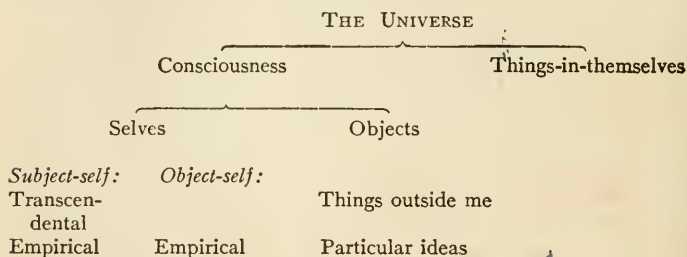 THE UNIVERSE
Consciousness Things-in-themselves
Selves Objects
Subject-self: Object-self:
Transcen- Things outside me
dental
Empirical Empirical Particular ideas